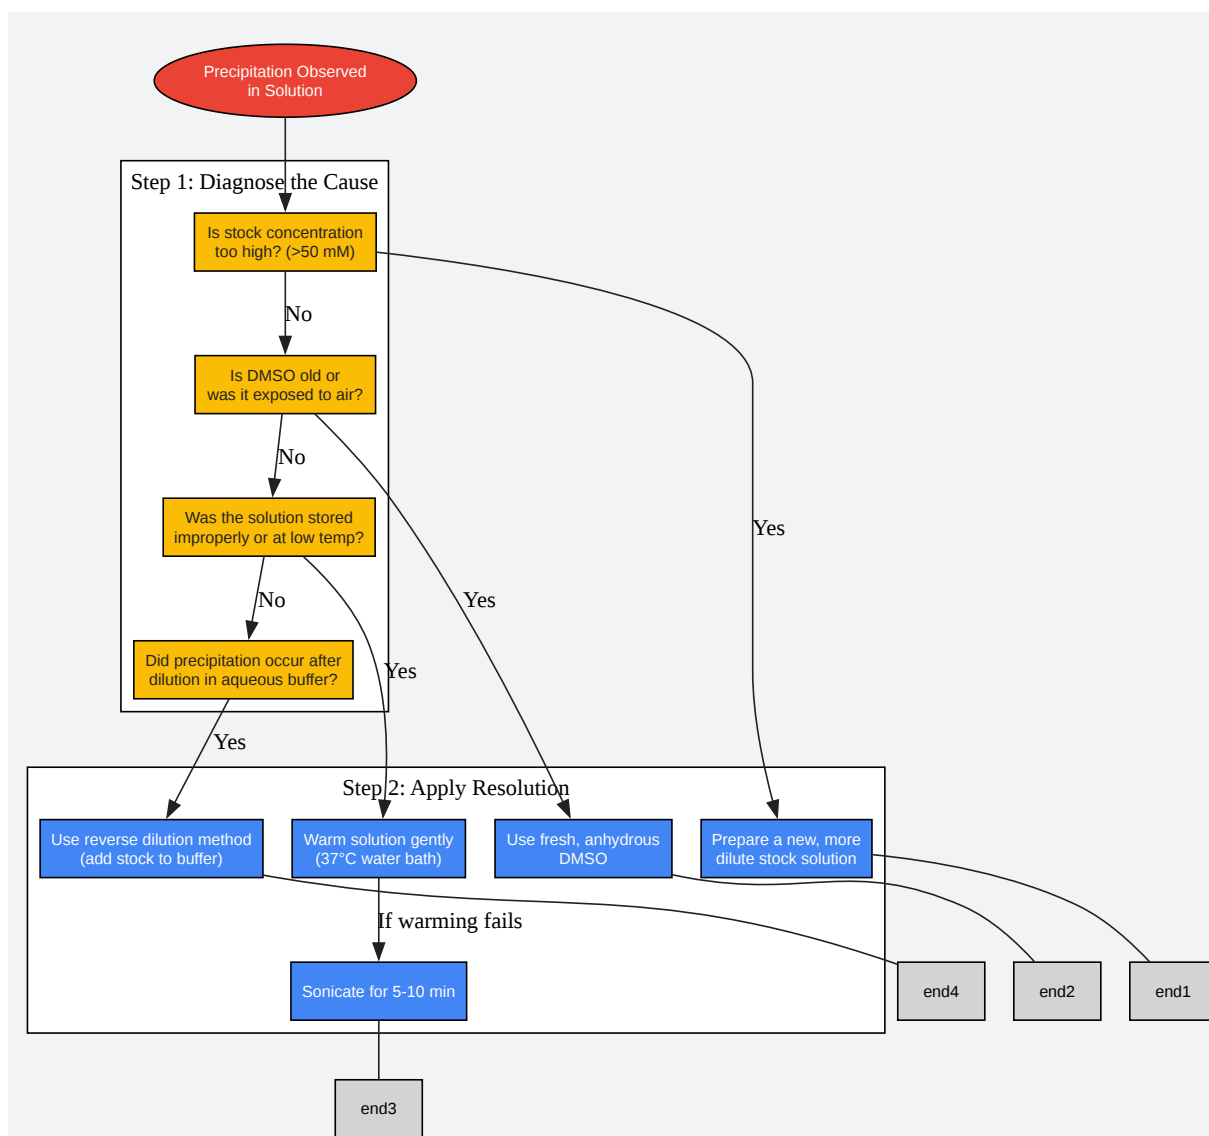 Precipitation Observed
in Solution
Step 1: Diagnose the Cause
Is stock concentration
too high? (>50 mM)
No
Is DMSO old or
was it exposed to air?
No
Was the solution stored
improperly or at low temp?
Yes
No
Yes
Did precipitation occur after
dilution in aqueous buffer?
Yes
Yes
Step 2: Apply Resolution
Use reverse dilution method
(add stock to buffer)
Warm solution gently
(37°C water bath)
Use fresh, anhydrous
DMSO
Prepare a new, more
dilute stock solution
If warming fails
Sonicate for 5-10 min
end4
end2
end1
end3